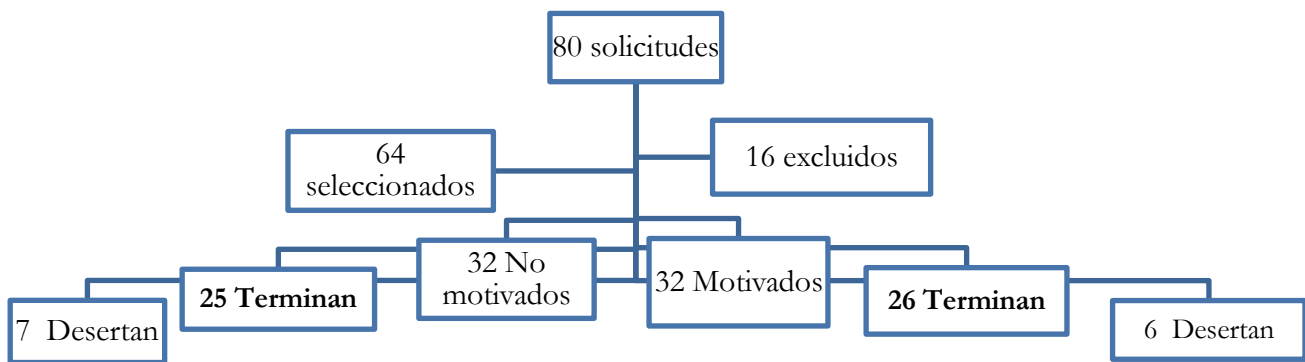 80 solicitudes
64
seleccionados
16 excluidos
32 No
motivados
32 Motivados
25 Terminan
26 Terminan
7 Desertan
6 Desertan